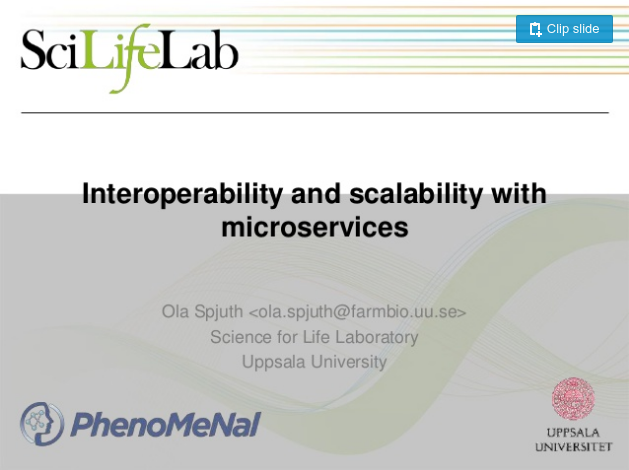 SciLifeLab
Clip slide
Interoperability and scalability with
microservices
Ola Spjuth <ola.spjuth@farmbio.uu.se>
Science for Life Laboratory
Uppsala University
PhenoMeNal
UPPSALA
UNIVERSITET